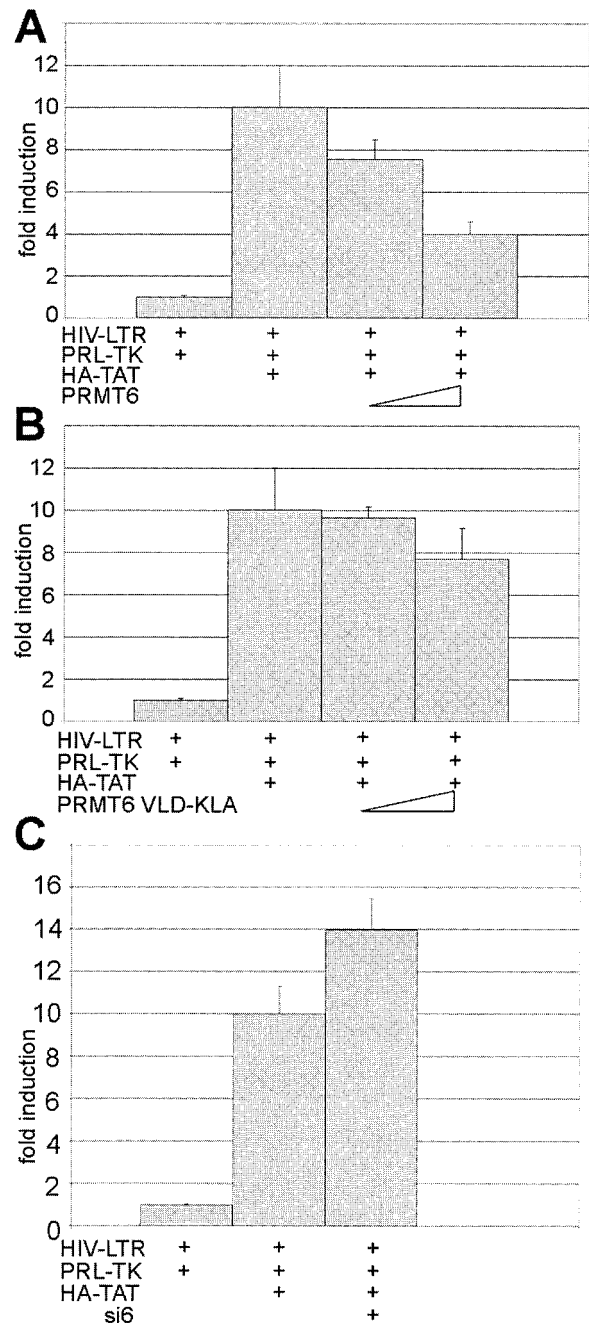 A
fold induction
12
10
8
6
4
2
0
HIV-LTR + + + +
PRL-TK + + + +
HA-TAT + + +
PRMT6
B
fold induction
12
10
8
6
4
2
0
HIV-LTR + + + +
PRL-TK + + + +
HA-TAT + + +
PRMT6 VLD-KLA
C
fold induction
16
14
12
10
8
6
4
2
0
HIV-LTR + + +
PRL-TK + + +
HA-TAT + +
si6 +